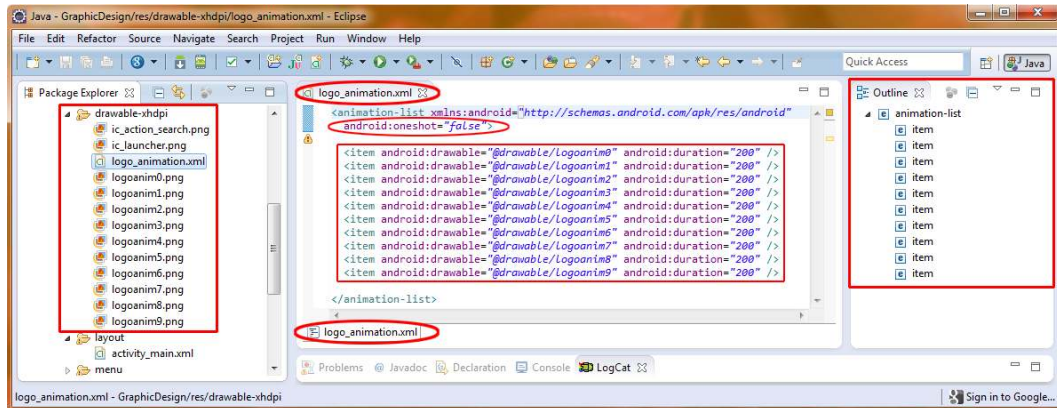 Java - GraphicDesign/res/drawable-xhdpi/logo_animation.xml - Eclipse
File Edit Refactor Source Navigate Search Project Run Window Help
Quick Access
Java
Package Explorer
drawable-xhdpi
ic_action_search.png
ic_launcher.png
logo_animation.xml
logoanim0.png
logoanim1.png
logoanim2.png
logoanim3.png
logoanim4.png
logoanim5.png
logoanim6.png
logoanim7.png
logoanim8.png
logoanim9.png
layout
activity_main.xml
menu
logo_animation.xml
<animation-list xmlns:android="http://schemas.android.com/apk/res/android"
android:oneshot="false">
<item android:drawable="@drawable/logoanim0" android:duration="200" />
<item android:drawable="@drawable/logoanim1" android:duration="200" />
<item android:drawable="@drawable/logoanim2" android:duration="200" />
<item android:drawable="@drawable/logoanim3" android:duration="200" />
<item android:drawable="@drawable/logoanim4" android:duration="200" />
<item android:drawable="@drawable/logoanim5" android:duration="200" />
<item android:drawable="@drawable/logoanim6" android:duration="200" />
<item android:drawable="@drawable/logoanim7" android:duration="200" />
<item android:drawable="@drawable/logoanim8" android:duration="200" />
<item android:drawable="@drawable/logoanim9" android:duration="200" />
</animation-list>
logo_animation.xml
Problems @ Javadoc Declaration Console LogCat
Outline
animation-list
item
item
item
item
item
item
item
item
item
item
logo_animation.xml - GraphicDesign/res/drawable-xhdpi
Sign in to Google...